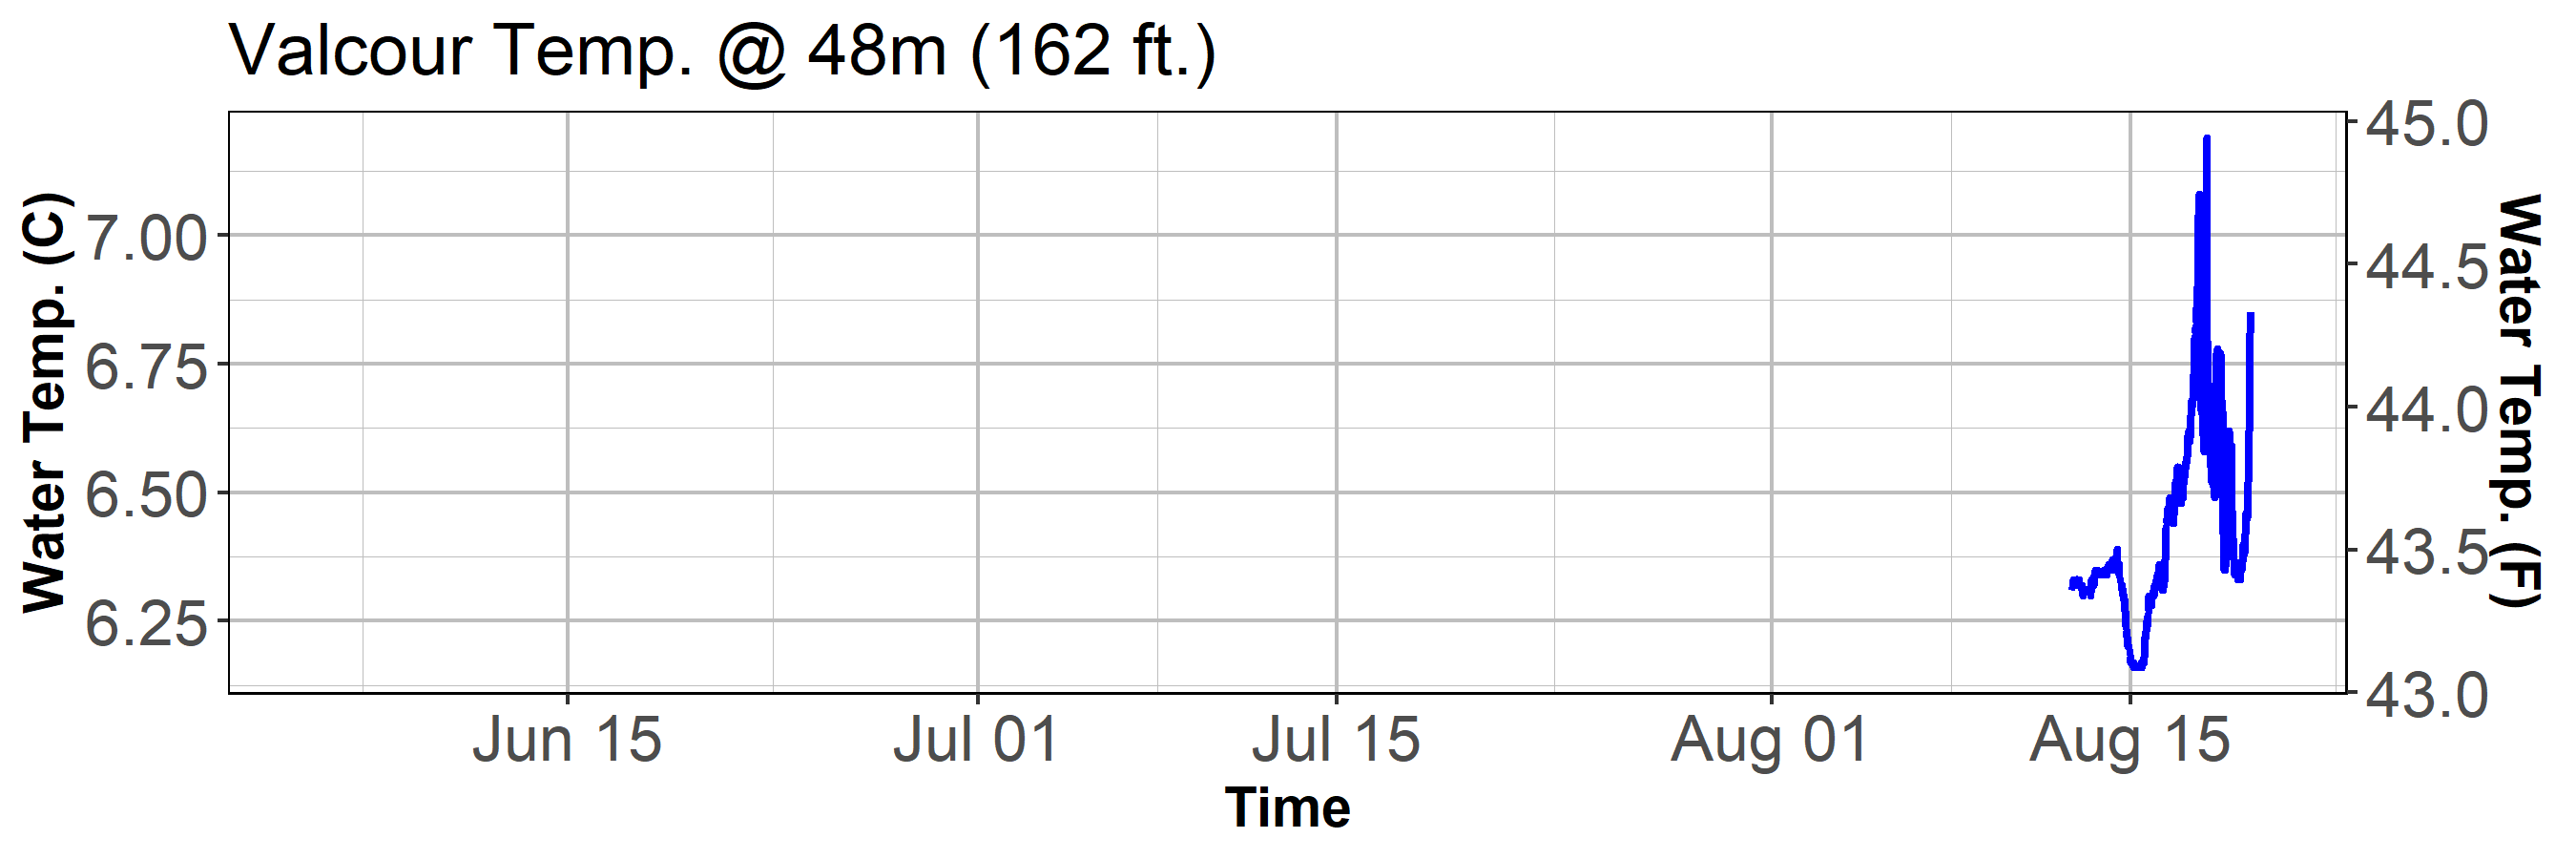 Valcour Temp. @ 48m (162 ft.)
Water Temp. (C)
7.00
6.75
6.50
6.25
45.0
44.5
44.0
43.5
43.0
Water Temp. (F)
Jun 15
Jul 01
Jul 15
Aug 01
Aug 15
Time